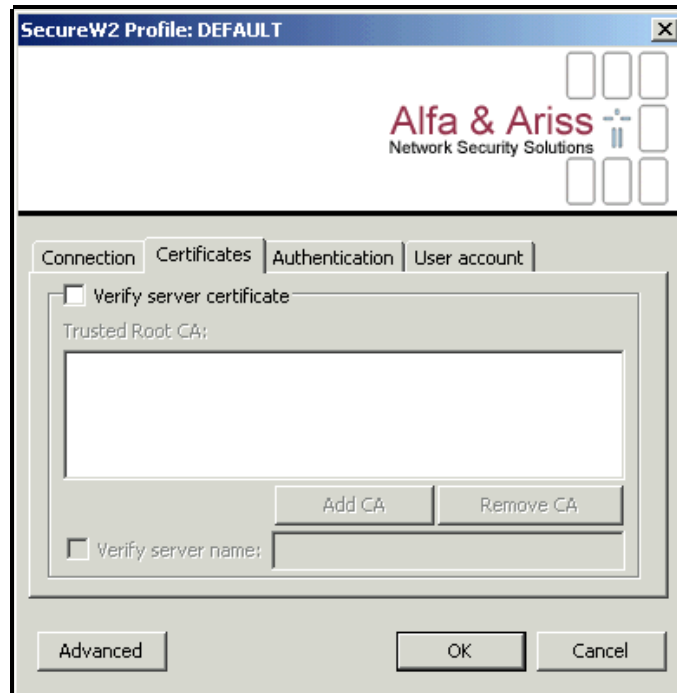 SecureW2 Profile: DEFAULT
Alfa & Ariss
Network Security Solutions
Connection Certificates Authentication User account
Verify server certificate
Trusted Root CA:
Add CA Remove CA
Verify server name:
Advanced OK Cancel